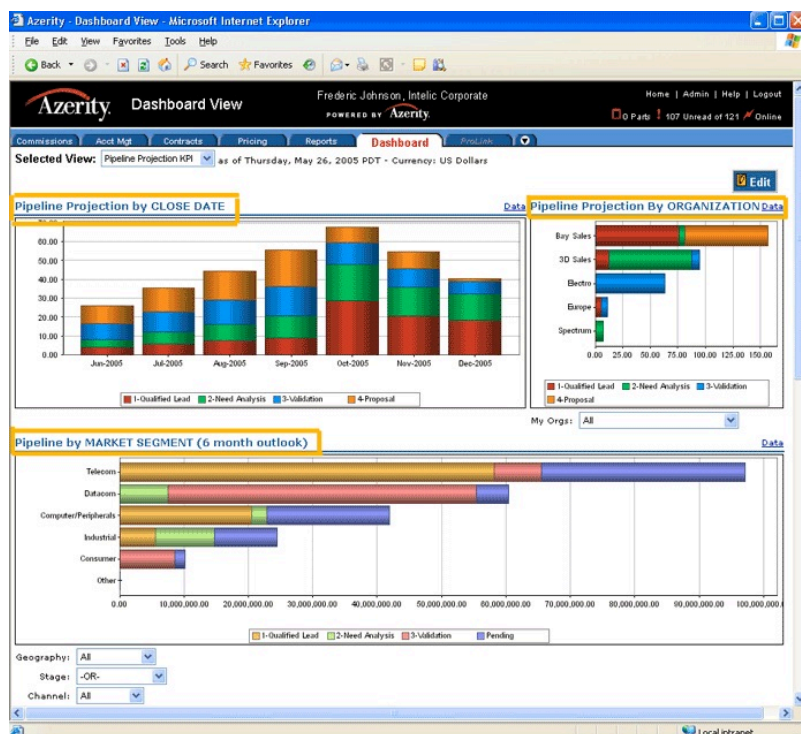 Azerity - Dashboard View - Microsoft Internet Explorer
File Edit View Favorites Tools Help
Back Search Favorites
Azerity. Dashboard View
Frederic Johnson, Intelic Corporate
POWERED BY Azerity.
Home | Admin | Help | Logout
0 Parts 107 Unread of 121 Online
Commissions Acct Mgt Contracts Pricing Reports Dashboard ProLink
Selected View: Pipeline Projection KPI as of Thursday, May 26, 2005 PDT - Currency: US Dollars
Edit
Pipeline Projection by CLOSE DATE Data
60.00
50.00
40.00
30.00
20.00
10.00
0.00
Jun-2005 Jul-2005 Aug-2005 Sep-2005 Oct-2005 Nov-2005 Dec-2005
1-Qualified Lead 2-Need Analysis 3-Validation 4-Proposal
Pipeline Projection By ORGANIZATION Data
Bay Sales
3D Sales
Electro
Europe
Spectrum
0.00 25.00 50.00 75.00 100.00 125.00 150.00
1-Qualified Lead 2-Need Analysis 3-Validation
4-Proposal
My Orgs: All
Pipeline by MARKET SEGMENT (6 month outlook) Data
Telecom
Datacom
Computer/Peripherals
Industrial
Consumer
Other
0.00 10,000,000.00 20,000,000.00 30,000,000.00 40,000,000.00 50,000,000.00 60,000,000.00 70,000,000.00 80,000,000.00 90,000,000.00 100,000,000.
1-Qualified Lead 2-Need Analysis 3-Validation Pending
Geography: All
Stage: -OR-
Channel: All
Local intranet